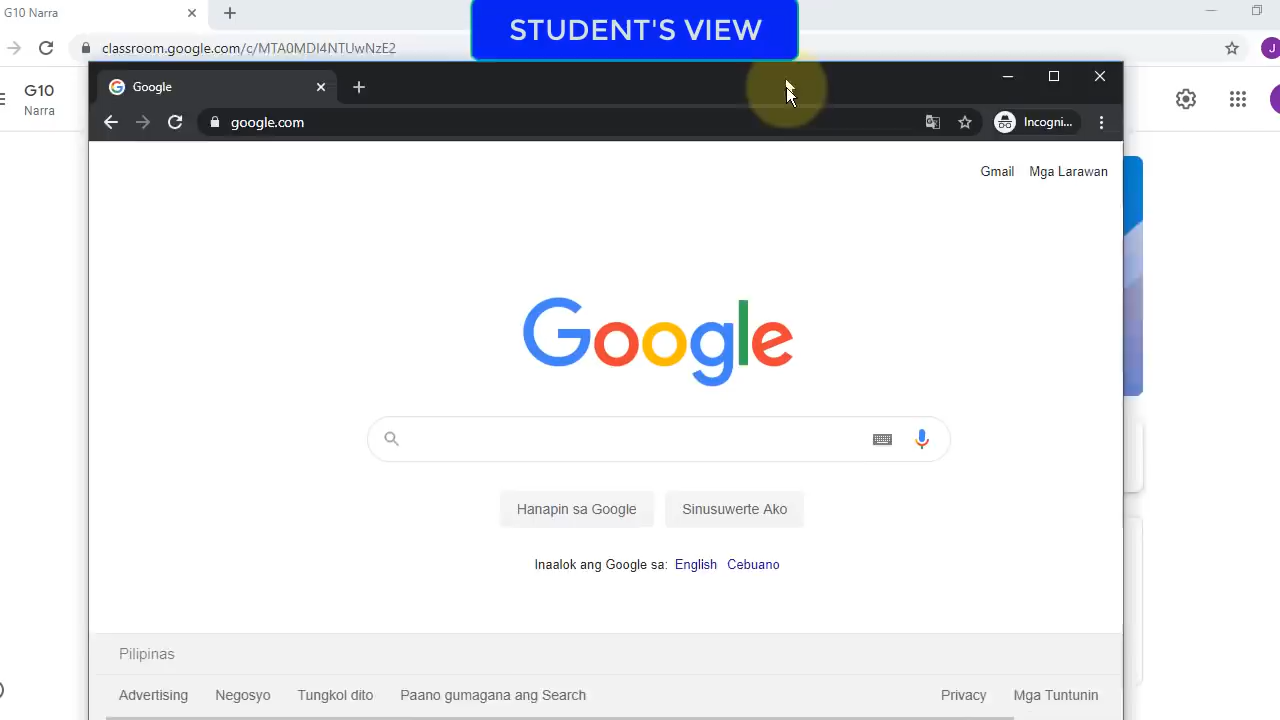 G10 Narra
STUDENT'S VIEW
classroom.google.com/c/MTA0MDI4NTUwNzE2
J
G10
Narra
Google
google.com
Incogni...
Gmail Mga Larawan
Google
Hanapin sa Google Sinusuwerte Ako
Inaalok ang Google sa: English Cebuano
Pilipinas
Advertising Negosyo Tungkol dito Paano gumagana ang Search Privacy Mga Tuntunin